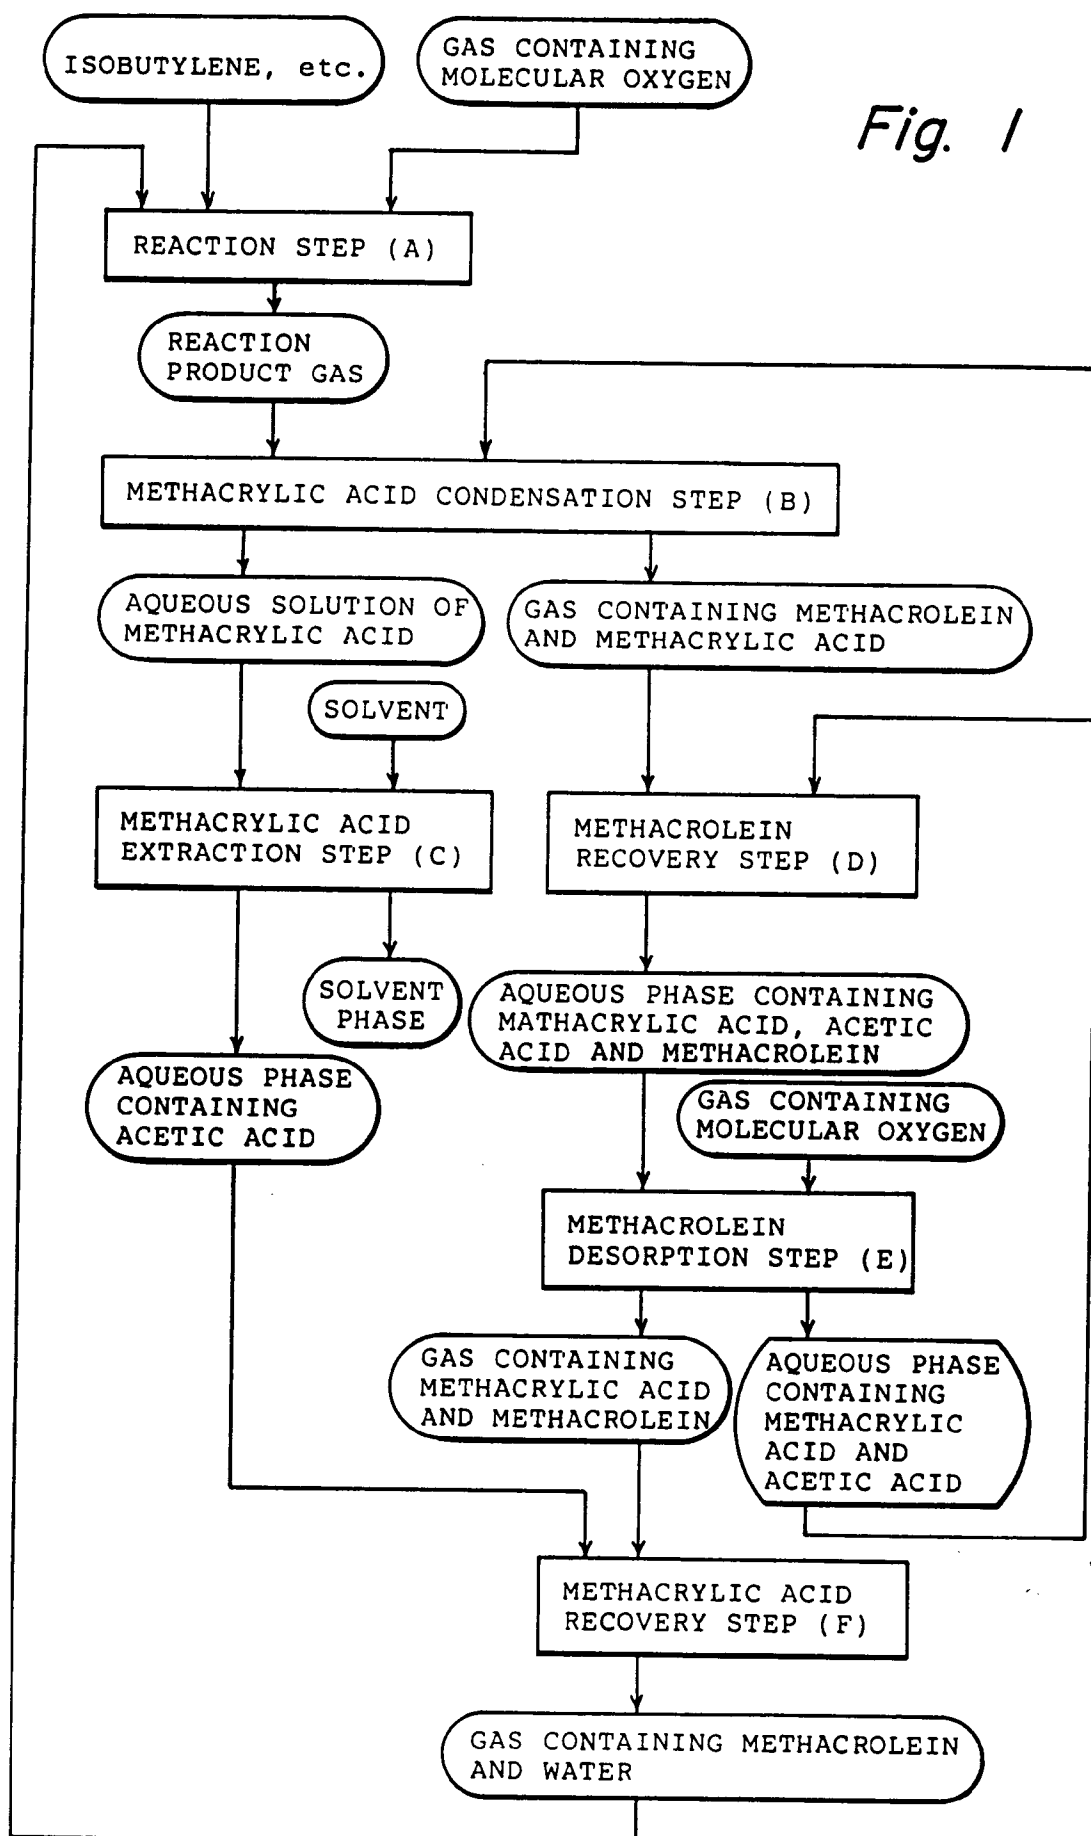 ISOBUTYLENE, etc.
GAS CONTAINING
MOLECULAR OXYGEN
Fig. 1
REACTION STEP (A)
REACTION
PRODUCT GAS
METHACRYLIC ACID CONDENSATION STEP (B)
AQUEOUS SOLUTION OF
METHACRYLIC ACID
GAS CONTAINING METHACROLEIN
AND METHACRYLIC ACID
SOLVENT
METHACRYLIC ACID
EXTRACTION STEP (C)
METHACROLEIN
RECOVERY STEP (D)
SOLVENT
PHASE
AQUEOUS PHASE CONTAINING
MATHACRYLIC ACID, ACETIC
ACID AND METHACROLEIN
AQUEOUS PHASE
CONTAINING
ACETIC ACID
GAS CONTAINING
MOLECULAR OXYGEN
METHACROLEIN
DESORPTION STEP (E)
GAS CONTAINING
METHACRYLIC ACID
AND METHACROLEIN
AQUEOUS PHASE
CONTAINING
METHACRYLIC
ACID AND
ACETIC ACID
METHACRYLIC ACID
RECOVERY STEP (F)
GAS CONTAINING METHACROLEIN
AND WATER